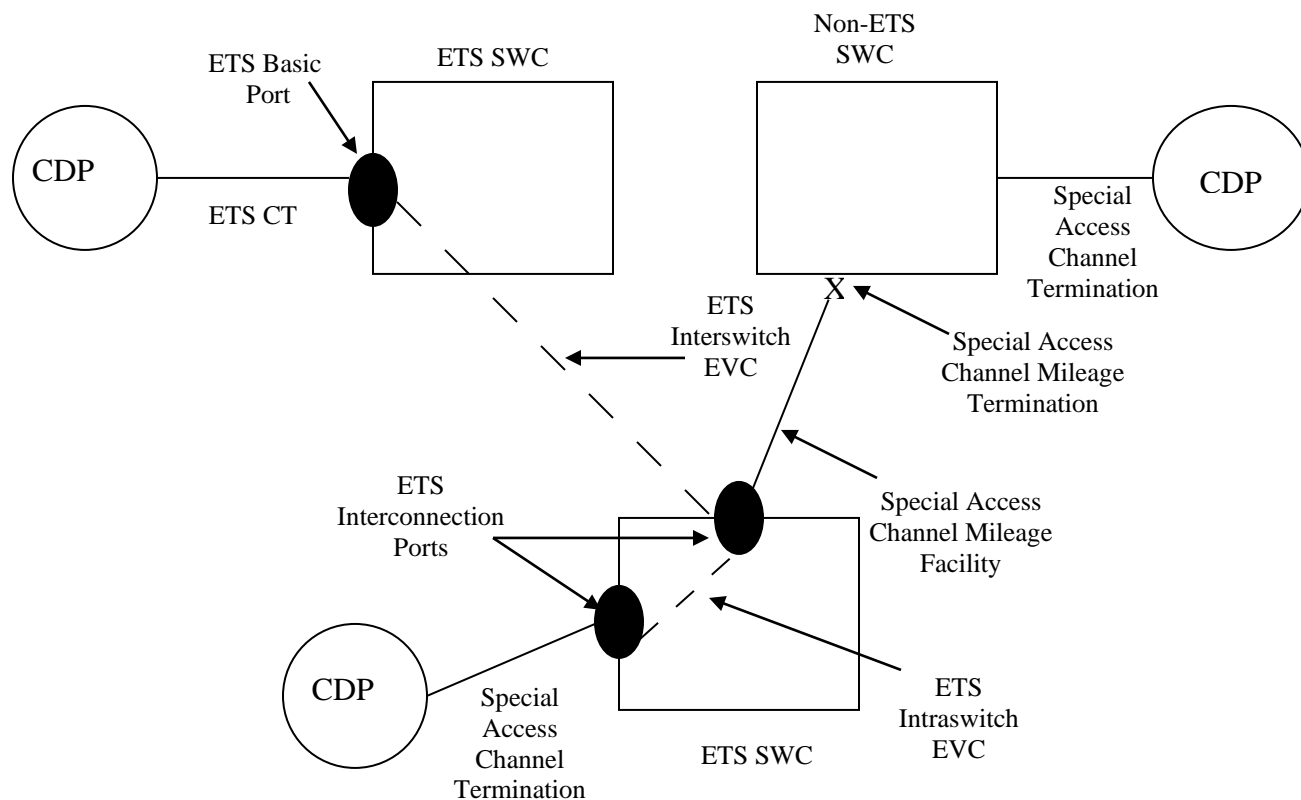 Non-ETS
SWC
ETS SWC
ETS Basic
Port
CDP
ETS CT
CDP
Special
Access
Channel
Termination
X
ETS
Interswitch
EVC
Special Access
Channel Mileage
Termination
ETS
Interconnection
Ports
Special Access
Channel Mileage
Facility
CDP
Special
Access
Channel
Termination
ETS SWC
ETS
Intraswitch
EVC